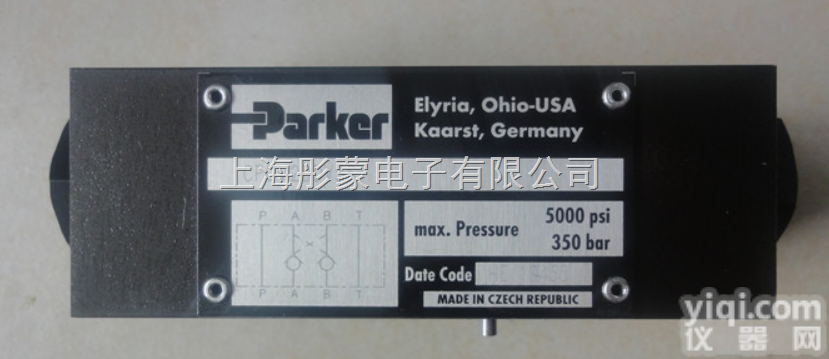 Parker
Elyria, Ohio-USA
Kaarst, Germany
上海彤蒙电子有限公司
P A B T
P A B T
max. Pressure
5000 psi
350 bar
Date Code
MADE IN CZECH REPUBLIC
yiqi.com
仪器网